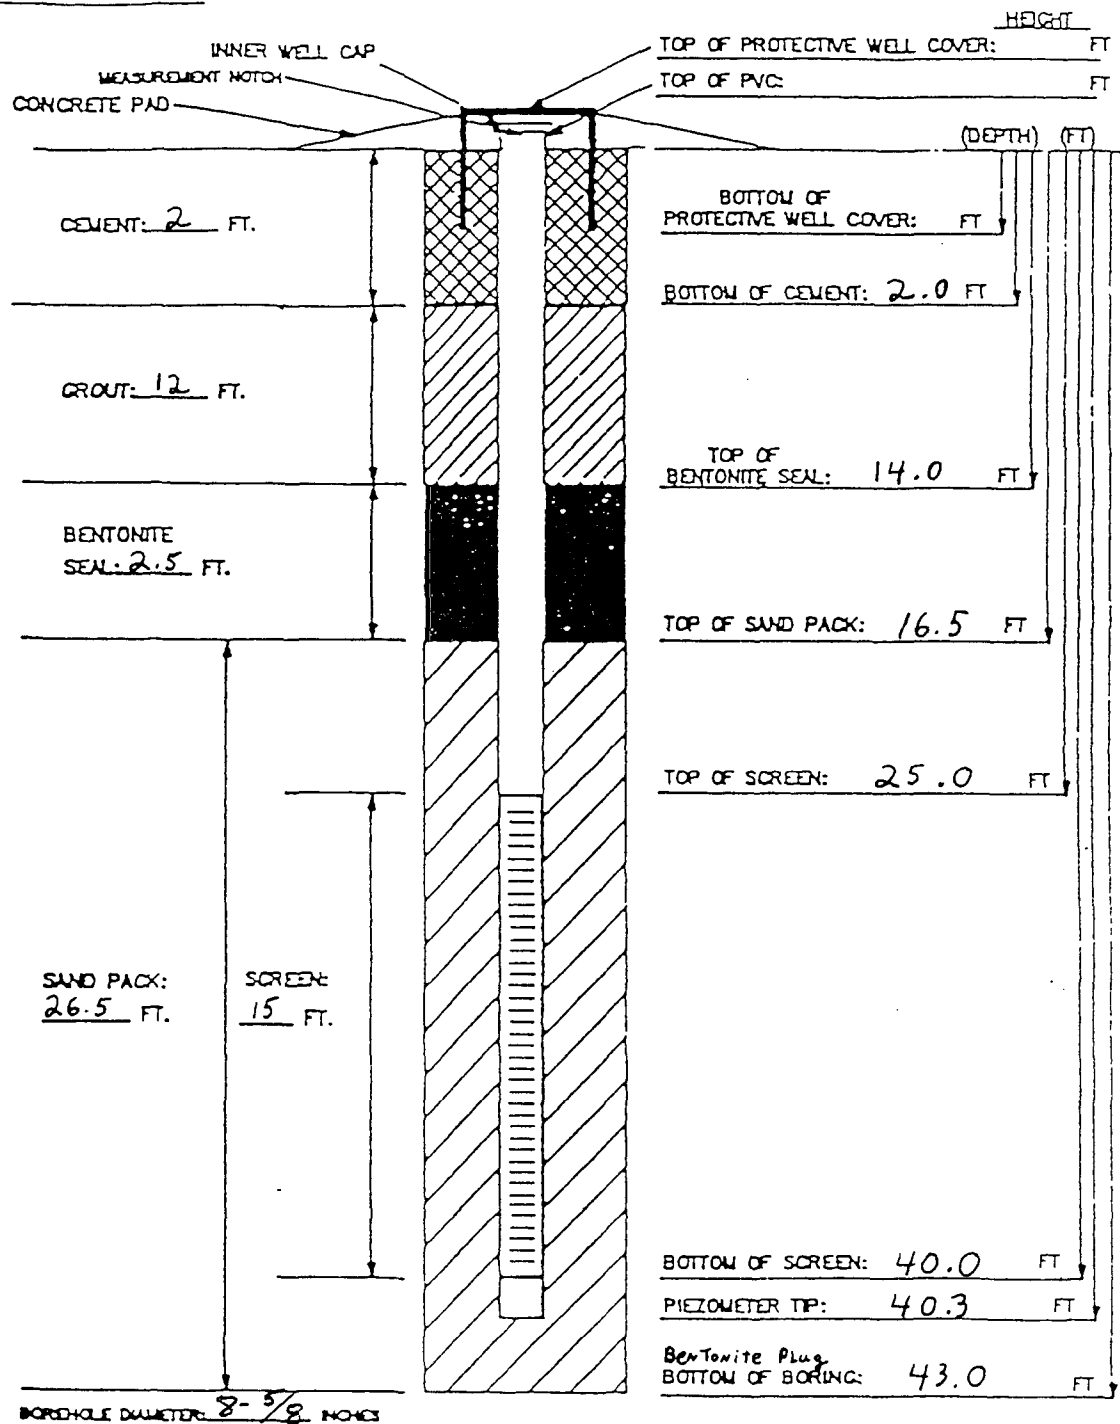 HEIGHT
INNER WELL CAP
TOP OF PROTECTIVE WELL COVER: FT
MEASUREMENT NOTCH
TOP OF PVC: FT
CONCRETE PAD
(DEPTH) (FT)
BOTTOM OF
PROTECTIVE WELL COVER: FT
CEMENT: 2 FT.
BOTTOM OF CEMENT: 2.0 FT
GROUT: 12 FT.
TOP OF
BENTONITE SEAL: 14.0 FT
BENTONITE
SEAL: 2.5 FT.
TOP OF SAND PACK: 16.5 FT
TOP OF SCREEN: 25.0 FT
SAND PACK:
26.5 FT.
SCREEN:
15 FT.
BOTTOM OF SCREEN: 40.0 FT
PIEZOMETER TIP: 40.3 FT
BenTonite Plug
BOTTOM OF BORING: 43.0 FT
BOREHOLE DIAMETER: 8-5/8 INCHES